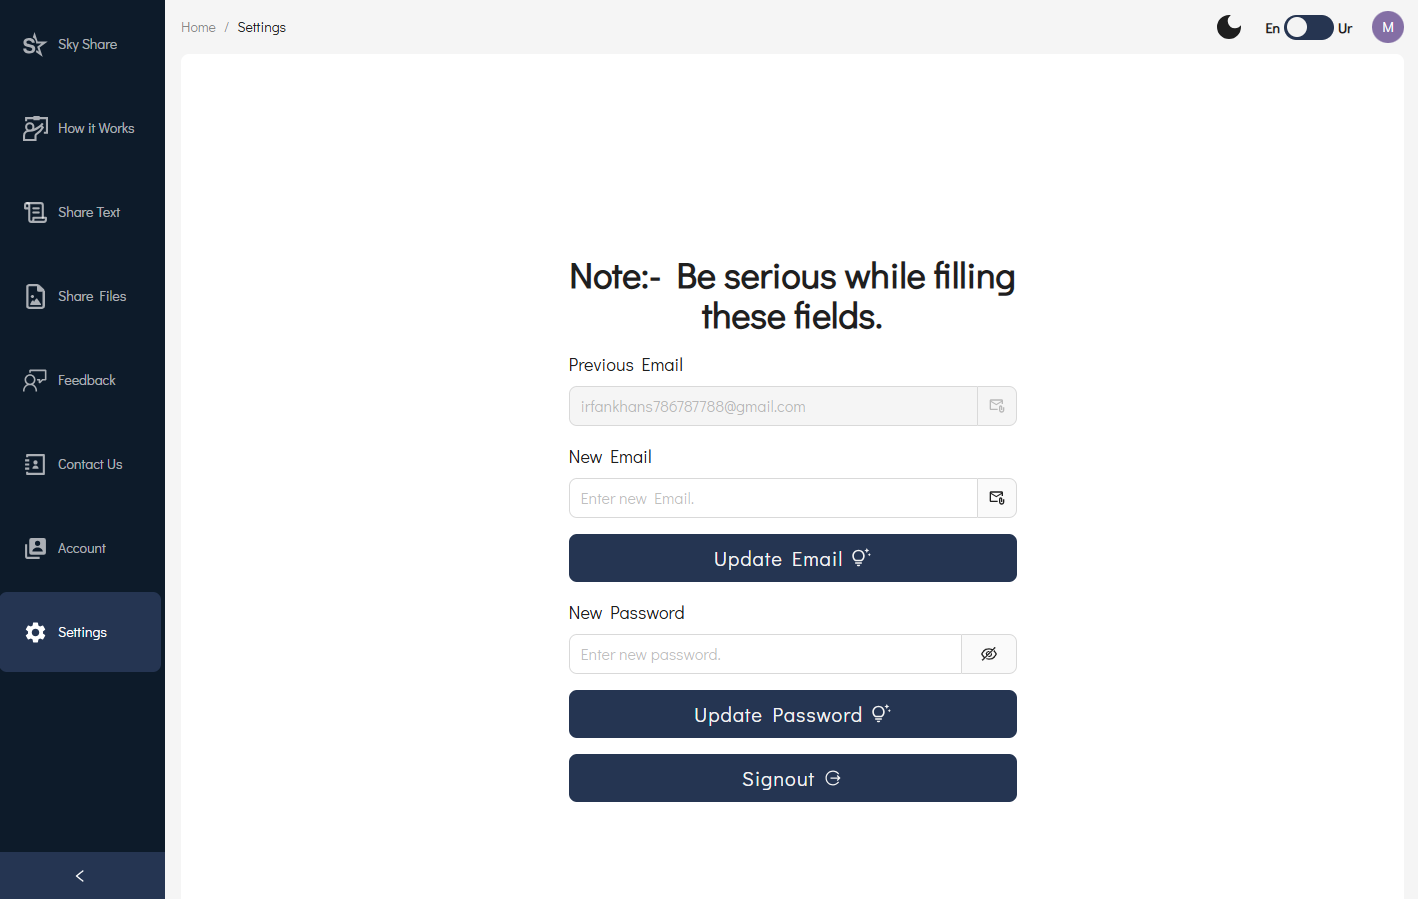 Sky Share
How it Works
Share Text
Share Files
Feedback
Contact Us
Account
Settings
Home / Settings
En Ur M
Note:- Be serious while filling
these fields.
Previous Email
irfankhans786787788@gmail.com
New Email
Enter new Email.
Update Email
New Password
Enter new password.
Update Password
Signout